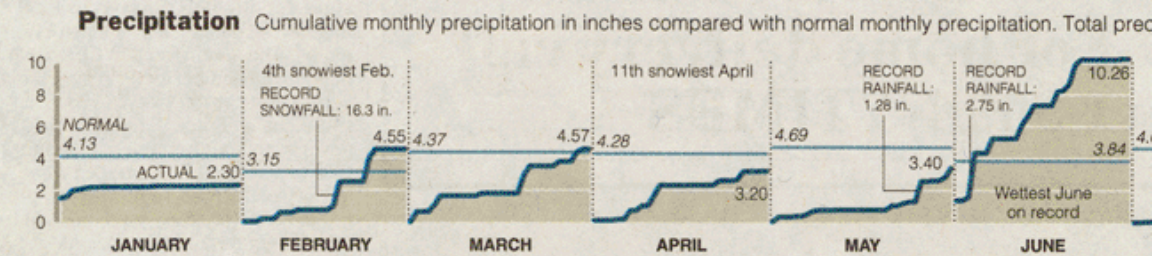 Precipitation Cumulative monthly precipitation in inches compared with normal monthly precipitation. Total prec
10
8
6
4
2
0
NORMAL
4.13
ACTUAL 2.30
JANUARY
4th snowiest Feb.
RECORD
SNOWFALL: 16.3 in.
3.15
4.55
FEBRUARY
4.37
4.57
MARCH
11th snowiest April
4.28
3.20
APRIL
RECORD
RAINFALL:
1.28 in.
4.69
3.40
MAY
RECORD
RAINFALL:
2.75 in.
10.26
3.84
Wettest June
on record
JUNE